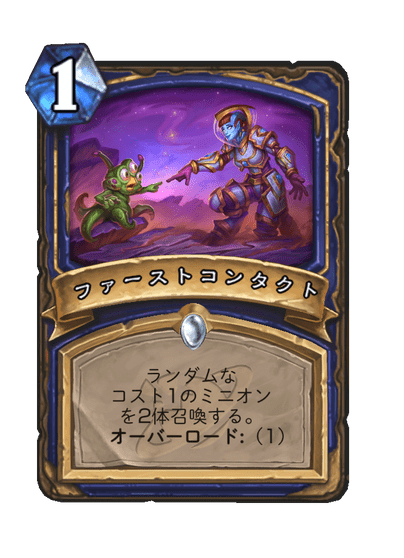 1
ファーストコンタクト
ランダムな
コスト1のミニオン
を2体召喚する。
オーバーロード:（1）